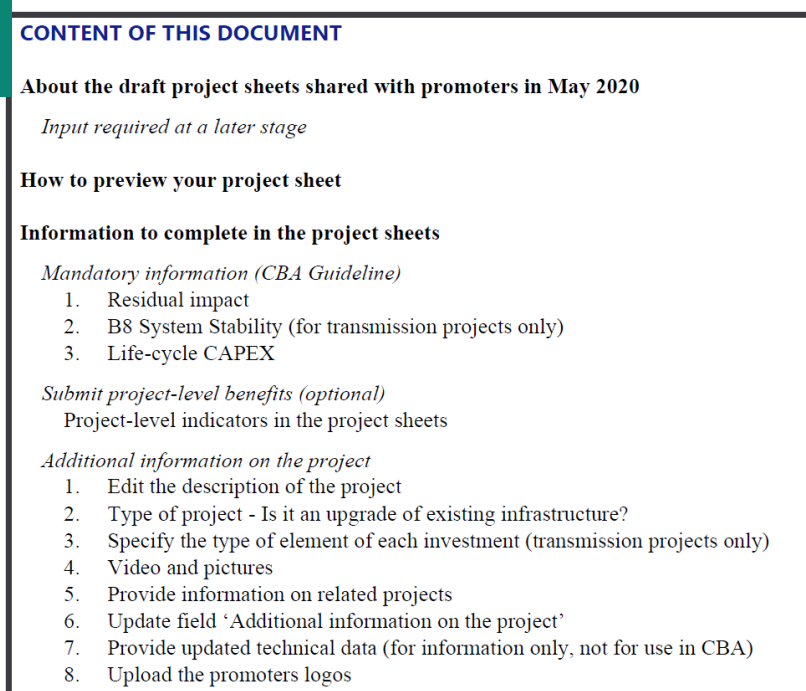 CONTENT OF THIS DOCUMENT
About the draft project sheets shared with promoters in May 2020
Input required at a later stage
How to preview your project sheet
Information to complete in the project sheets
Mandatory information (CBA Guideline)
1. Residual impact
2. B8 System Stability (for transmission projects only)
3. Life-cycle CAPEX
Submit project-level benefits (optional)
Project-level indicators in the project sheets
Additional information on the project
1. Edit the description of the project
2. Type of project - Is it an upgrade of existing infrastructure?
3. Specify the type of element of each investment (transmission projects only)
4. Video and pictures
5. Provide information on related projects
6. Update field ‘Additional information on the project’
7. Provide updated technical data (for information only, not for use in CBA)
8. Upload the promoters logos